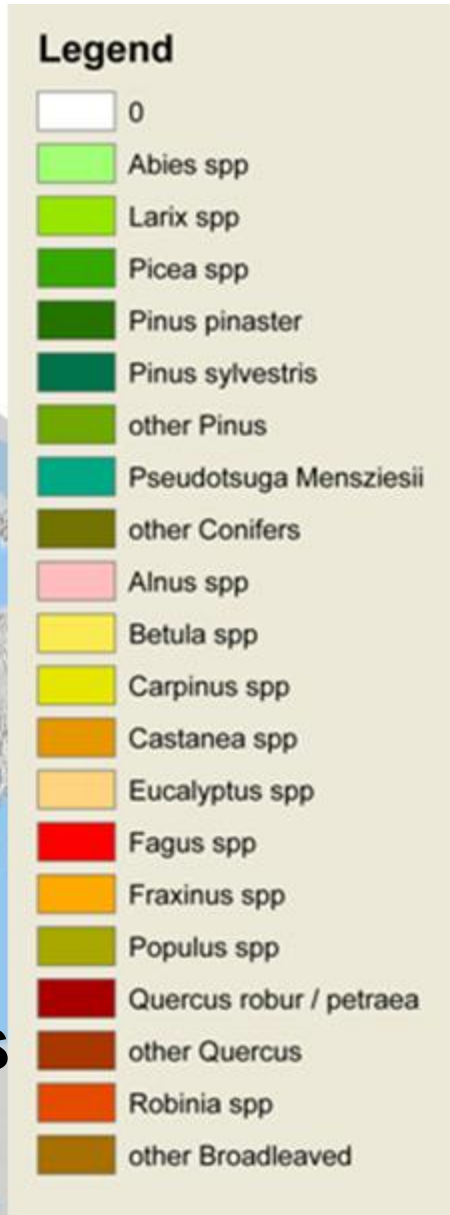 Legend
0
Abies spp
Larix spp
Picea spp
Pinus pinaster
Pinus sylvestris
other Pinus
Pseudotsuga Mensziesii
other Conifers
Alnus spp
Betula spp
Carpinus spp
Castanea spp
Eucalyptus spp
Fagus spp
Fraxinus spp
Populus spp
Quercus robur / petraea
s
other Quercus
Robinia spp
other Broadleaved